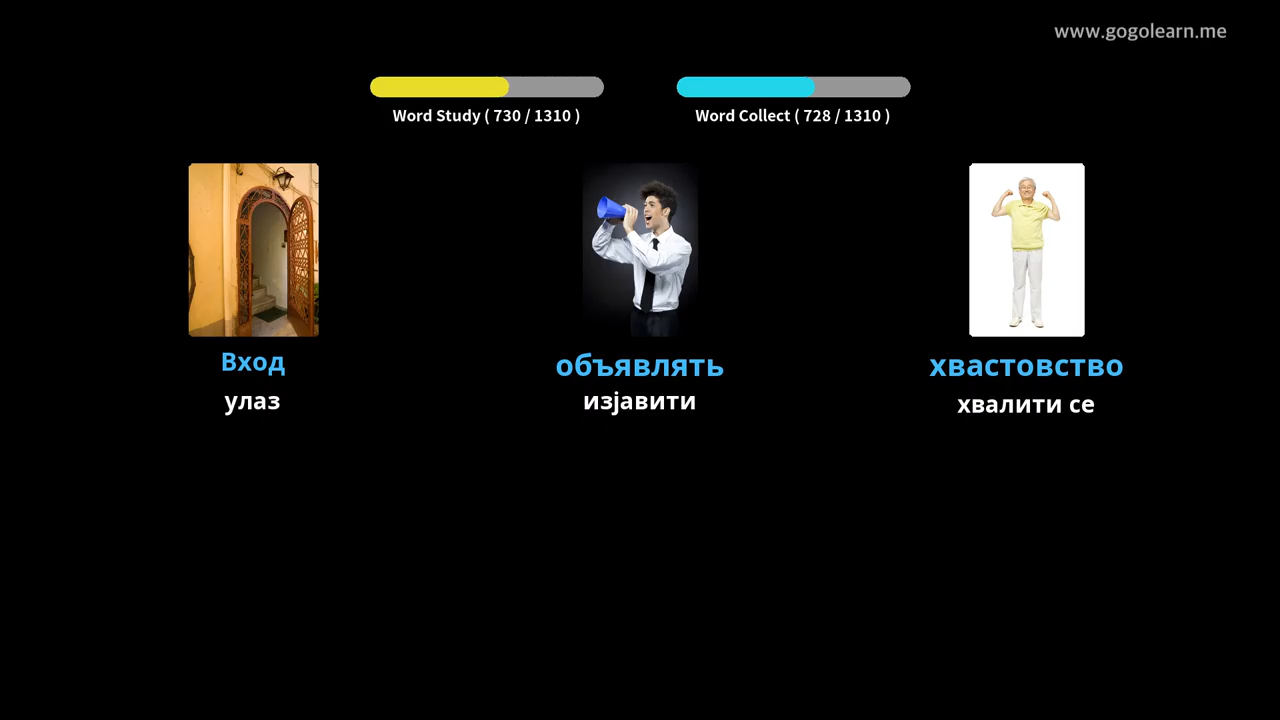 www.gogolearn.me
Word Study ( 730 / 1310 )
Word Collect ( 728 / 1310 )
Вход
улаз
объявлять
изјавити
хвастовство
хвалити се